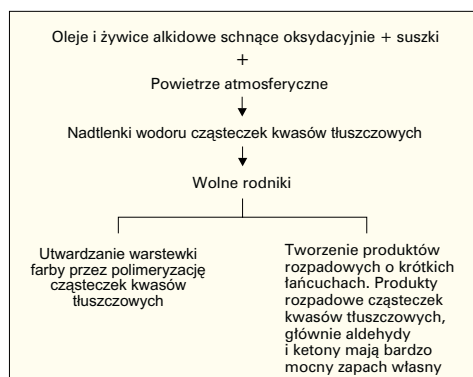 Oleje i żywice alkidowe schnące oksydacyjnie + suszki
+
Powietrze atmosferyczne
Nadtlenki wodoru cząsteczek kwasów tłuszczowych
Wolne rodniki
Utwardzanie warstewki
farby przez polimeryzację
cząsteczek kwasów
tłuszczowych
Tworzenie produktów
rozpadowych o krótkich
łańcuchach. Produkty
rozpadowe cząsteczek
kwasów tłuszczowych,
głównie aldehydy
i ketony mają bardzo
mocny zapach własny